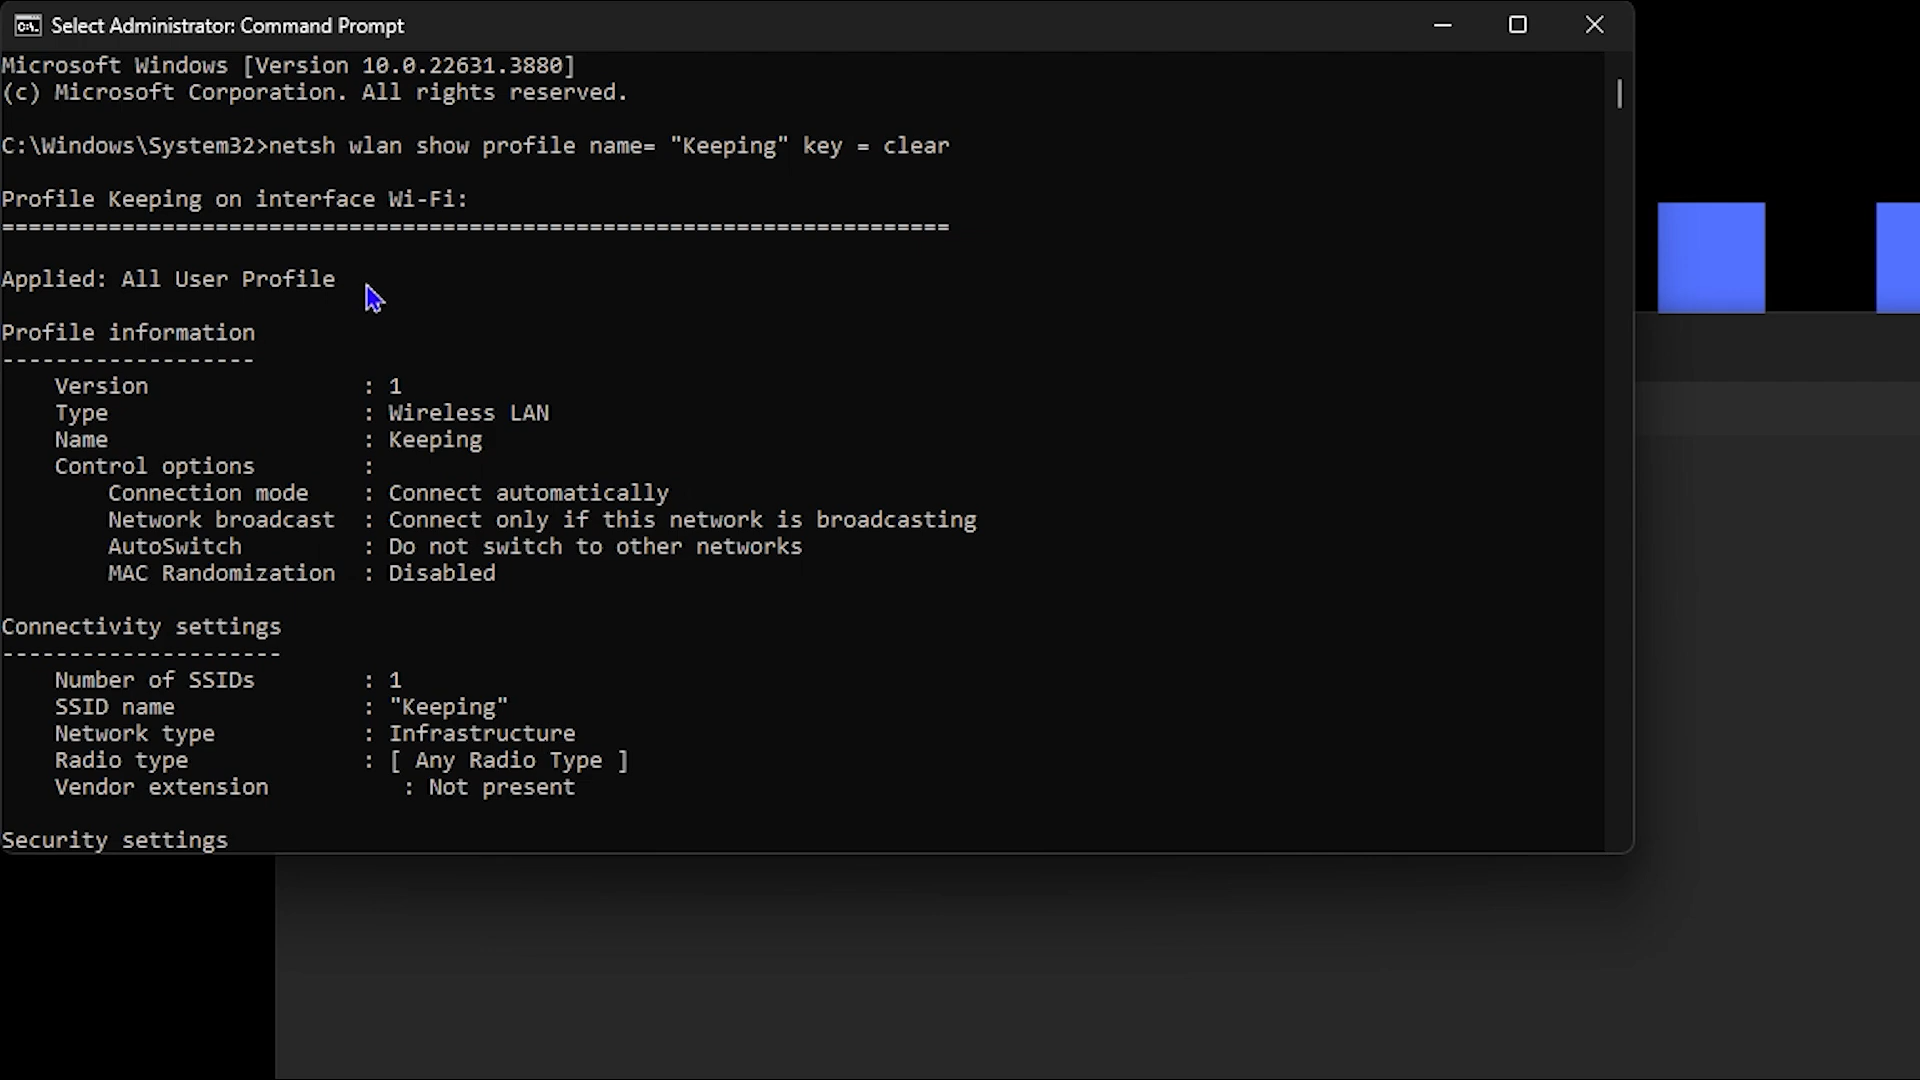 Select Administrator: Command Prompt
Microsoft Windows [Version 10.0.22631.3880]
(c) Microsoft Corporation. All rights reserved.
C:\Windows\System32>netsh wlan show profile name= "Keeping" key = clear
Profile Keeping on interface Wi-Fi:
=======================================================================
Applied: All User Profile
Profile information
-------------------
Version : 1
Type : Wireless LAN
Name : Keeping
Control options :
Connection mode : Connect automatically
Network broadcast : Connect only if this network is broadcasting
AutoSwitch : Do not switch to other networks
MAC Randomization : Disabled
Connectivity settings
---------------------
Number of SSIDs : 1
SSID name : "Keeping"
Network type : Infrastructure
Radio type : [ Any Radio Type ]
Vendor extension : Not present
Security settings